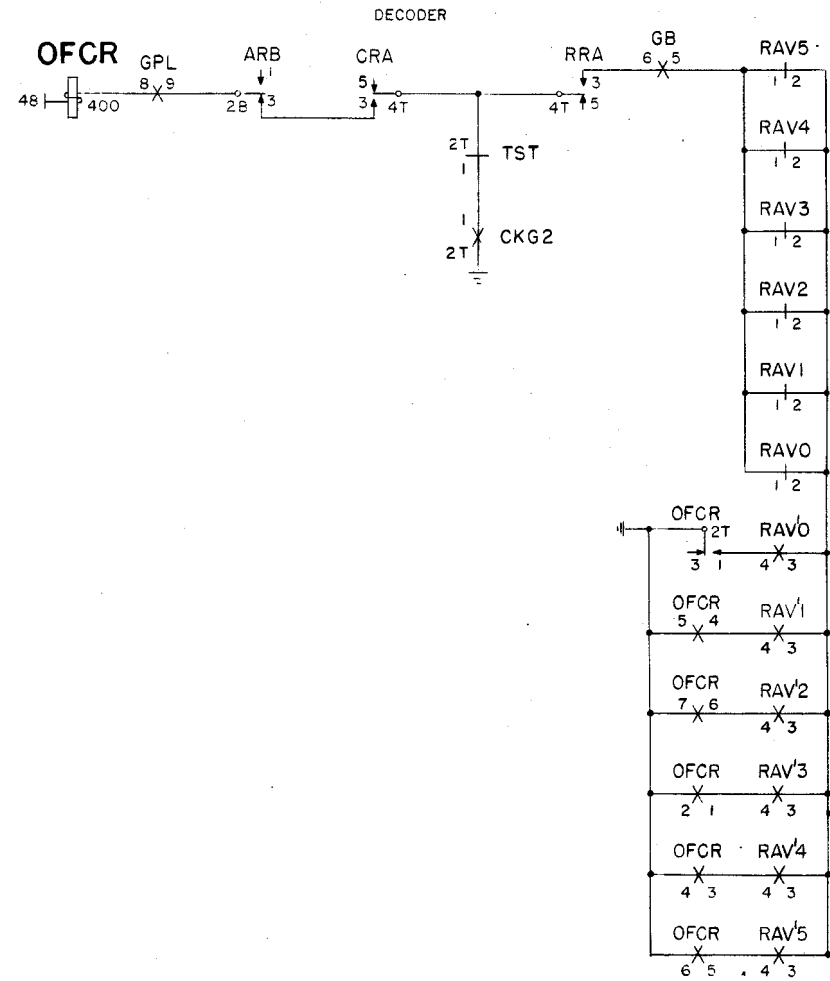 DECODER
OFCR GPL ARB CRA RRA GB RAV5
8 9 1 5 3 6 5 1 2
48 400 2B 3 3 4T 4T 5
2T TST RAV4
1 1 2
RAV3
1 2
1 CKG2
2T
RAV2
1 2
RAV1
1 2
RAV0
1 2
OFCR RAV'0
2T
3 1 4 3
OFCR RAV'1
5 4 4 3
OFCR RAV'2
7 6 4 3
OFCR RAV'3
2 1 4 3
OFCR RAV'4
4 3 4 3
OFCR RAV'5
6 5 4 3